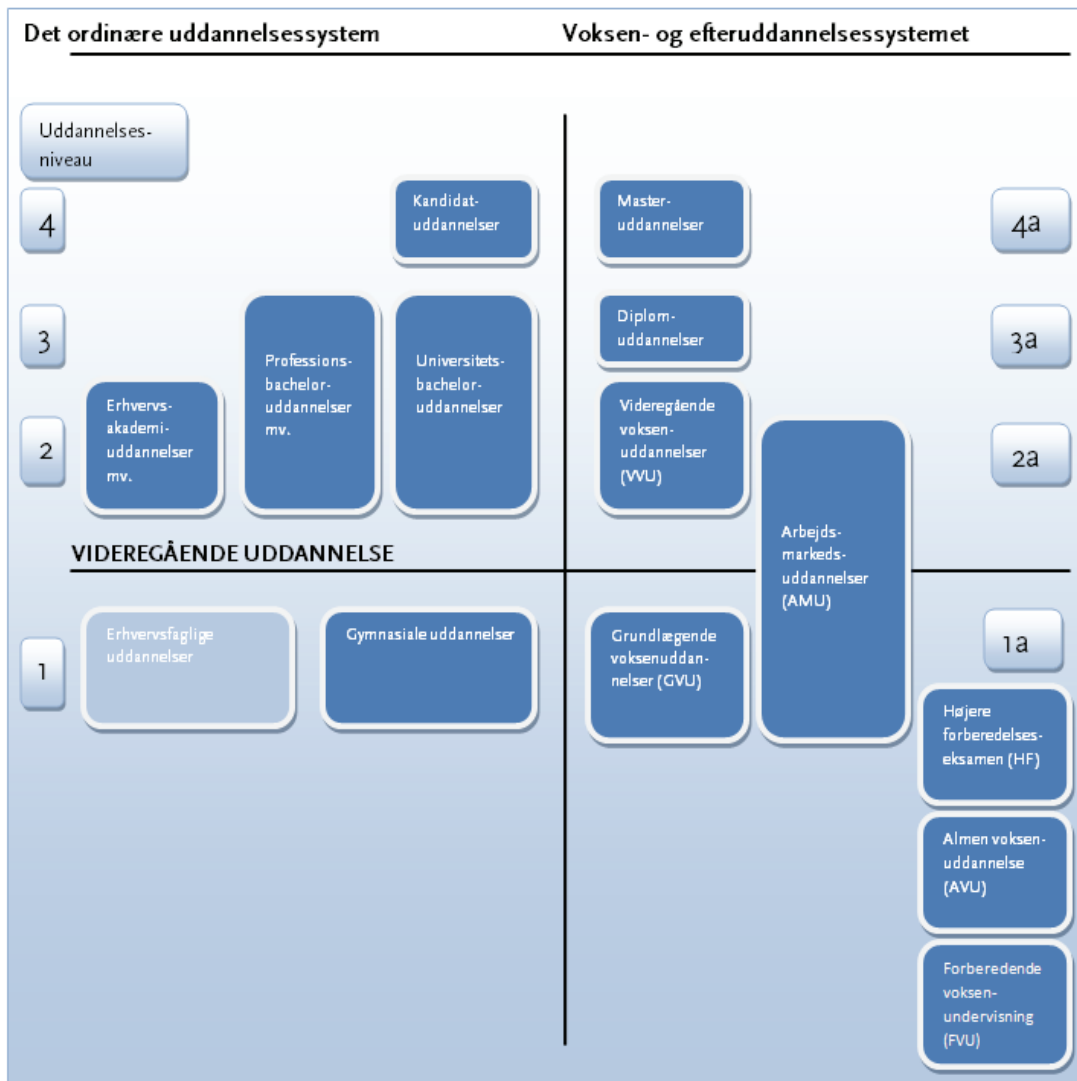 Det ordinære uddannelsessystem
Voksen- og efteruddannelsessystemet
Uddannelses-
niveau
4
Kandidat-
uddannelser
Master-
uddannelser
4a
3
Professions-
bachelor-
uddannelser
mv.
Universitets-
bachelor-
uddannelser
Diplom-
uddannelser
3a
2
Erhvervs-
akademi-
uddannelser
mv.
Videregående
voksen-
uddannelser
(VVU)
2a
Arbejds-
markeds-
uddannelser
(AMU)
VIDEREGÅENDE UDDANNELSE
1
Erhvervsfaglige
uddannelser
Gymnasiale uddannelser
Grundlægende
voksenuddan-
nelser (GVU)
1a
Højere
forberedelses-
eksamen (HF)
Almen voksen-
uddannelse
(AVU)
Forberedende
voksen-
undervisning
(FVU)